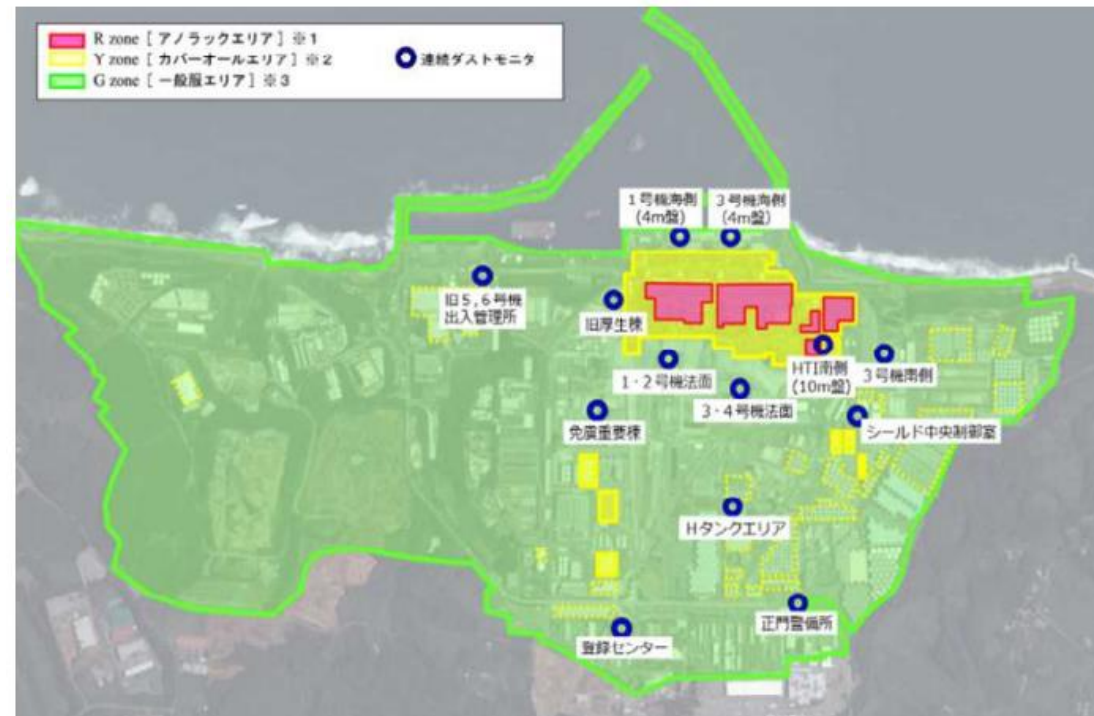 R zone [ アノラックエリア] ※1
Y zone [ カバーオールエリア] ※2
G zone [ 一般服エリア] ※3
連続ダストモニタ
1号機海側
(4m盤)
3号機海側
(4m盤)
旧5,6号機
出入管理所
旧厚生棟
1・2号機法面
3・4号機法面
HTI南側
(10m盤)
3号機南側
免震重要棟
シールド中央制御室
Hタンクエリア
正門警備所
登録センター